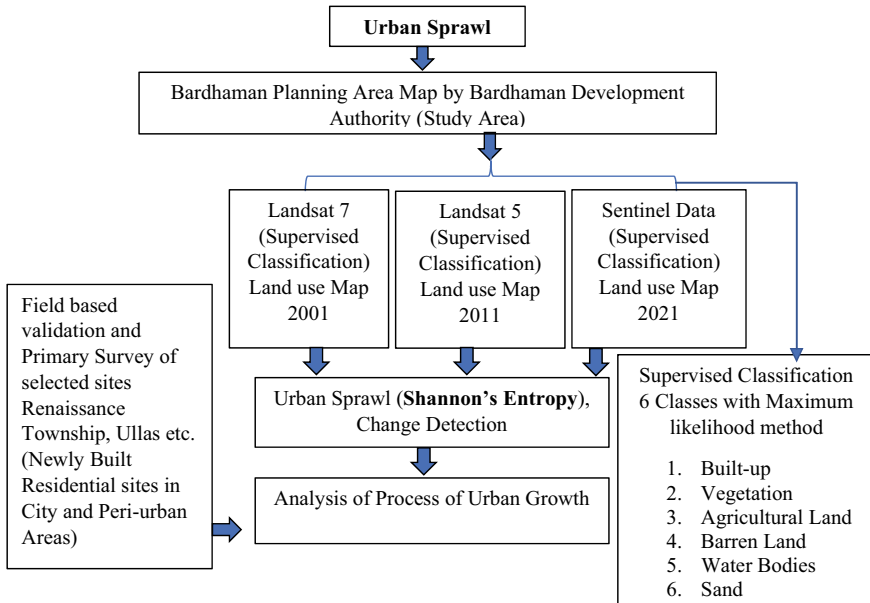 Urban Sprawl
Bardhaman Planning Area Map by Bardhaman Development
Authority (Study Area)
Landsat 7
(Supervised
Classification)
Land use Map
2001
Landsat 5
(Supervised
Classification)
Land use Map
2011
Sentinel Data
(Supervised
Classification)
Land use Map
2021
Field based
validation and
Primary Survey of
selected sites
Renaissance
Township, Ullas etc.
(Newly Built
Residential sites in
City and Peri-urban
Areas)
Urban Sprawl (Shannon's Entropy),
Change Detection
Analysis of Process of Urban Growth
Supervised Classification
6 Classes with Maximum
likelihood method
1. Built-up
2. Vegetation
3. Agricultural Land
4. Barren Land
5. Water Bodies
6. Sand